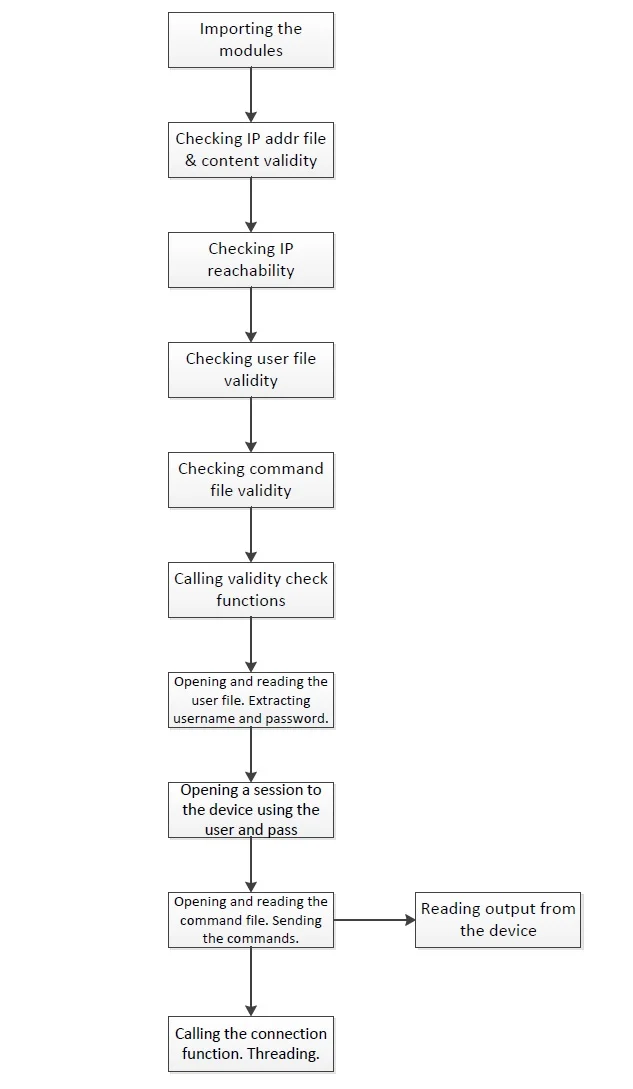 Importing the
modules
Checking IP addr file
& content validity
Checking IP
reachability
Checking user file
validity
Checking command
file validity
Calling validity check
functions
Opening and reading the
user file. Extracting
username and password.
Opening a session to
the device using the
user and pass
Opening and reading the
command file. Sending
the commands.
Reading output from
the device
Calling the connection
function. Threading.